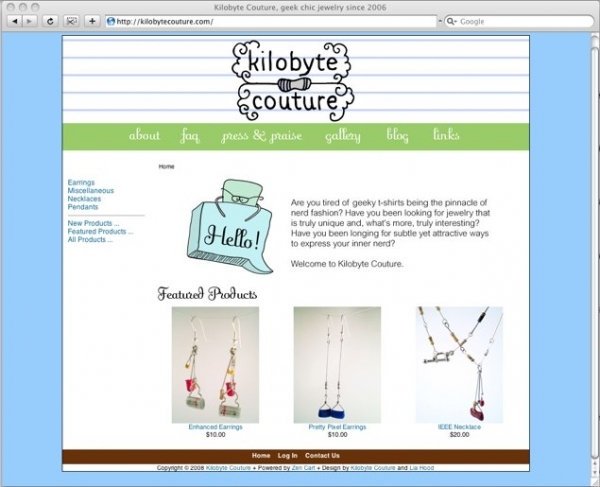 Kilobyte Couture, geek chic jewelry since 2006
http://kilobytecouture.com/
Google
kilobyte
couture
about faq press & praise gallery blog links
Home
Earrings
Miscellaneous
Necklaces
Pendants
New Products ...
Featured Products ...
All Products ...
Hello!
Are you tired of geeky t-shirts being the pinnacle of
nerd fashion? Have you been looking for jewelry that
is truly unique and, what's more, truly interesting?
Have you been longing for subtle yet attractive ways
to express your inner nerd?
Welcome to Kilobyte Couture.
Featured Products
Enhanced Earrings
$10.00
Pretty Pixel Earrings
$10.00
IEEE Necklace
$20.00
Home Log In Contact Us
Copyright © 2008 Kilobyte Couture + Powered by Zen Cart + Design by Kilobyte Couture and Lia Hood